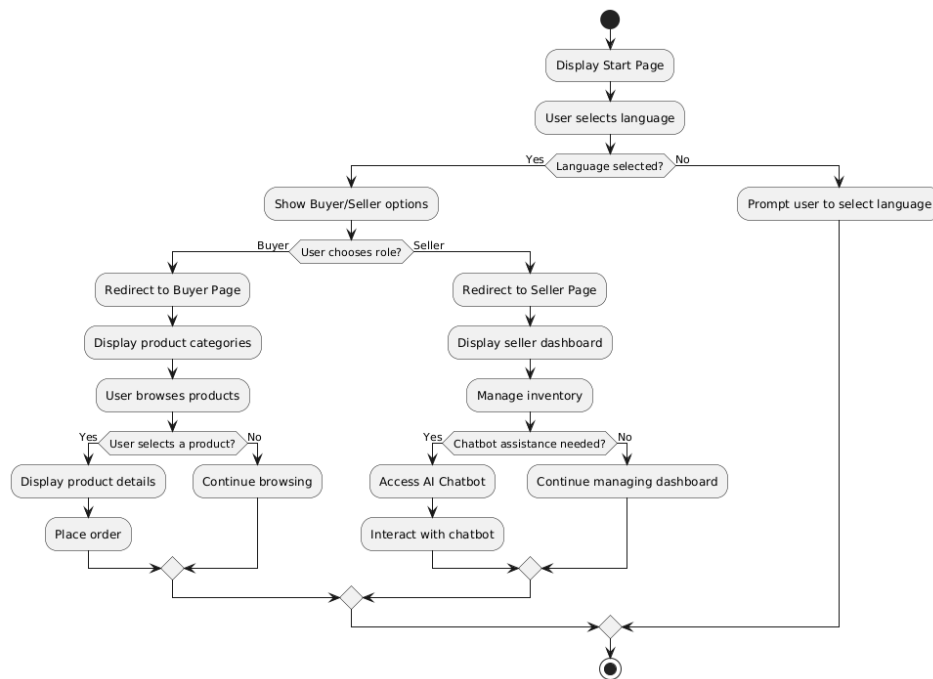 Display Start Page
User selects language
Yes
Language selected?
No
Show Buyer/Seller options
Prompt user to select language
Buyer
User chooses role?
Seller
Redirect to Buyer Page
Redirect to Seller Page
Display product categories
Display seller dashboard
User browses products
Manage inventory
Yes
User selects a product?
No
Yes
Chatbot assistance needed?
No
Display product details
Continue browsing
Access AI Chatbot
Continue managing dashboard
Place order
Interact with chatbot